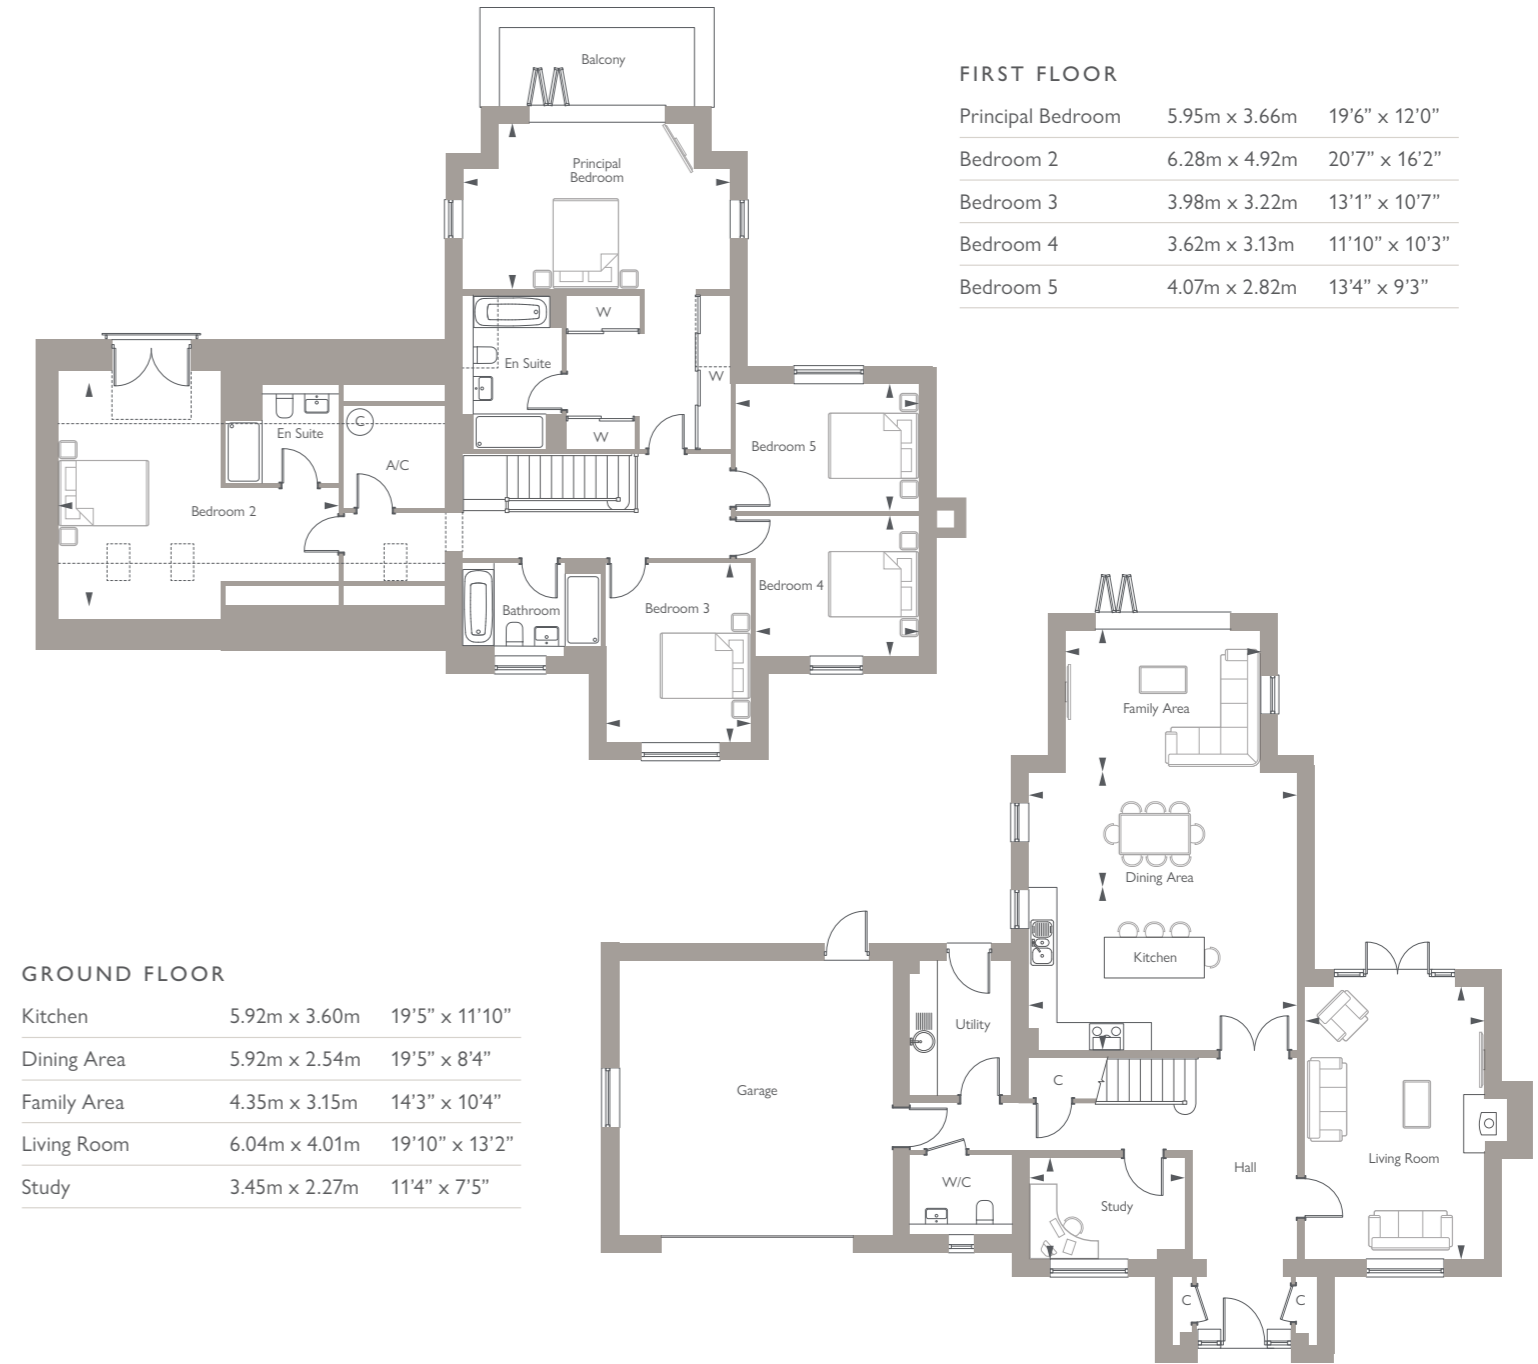 Balcony
Principal
Bedroom
W
En Suite
W
W
En Suite
C
A/C
Bedroom 2
Bedroom 5
Bedroom 4
Bathroom
Bedroom 3
FIRST FLOOR
Principal Bedroom 5.95m x 3.66m 19’6” x 12’0”
Bedroom 2 6.28m x 4.92m 20’7” x 16’2”
Bedroom 3 3.98m x 3.22m 13’1” x 10’7”
Bedroom 4 3.62m x 3.13m 11’10” x 10’3”
Bedroom 5 4.07m x 2.82m 13’4” x 9’3”
GROUND FLOOR
Kitchen 5.92m x 3.60m 19’5” x 11’10”
Dining Area 5.92m x 2.54m 19’5” x 8’4”
Family Area 4.35m x 3.15m 14’3” x 10’4”
Living Room 6.04m x 4.01m 19’10” x 13’2”
Study 3.45m x 2.27m 11’4” x 7’5”
Family Area
Dining Area
Kitchen
Utility
Garage
C
Hall
Living Room
W/C
Study
C
C